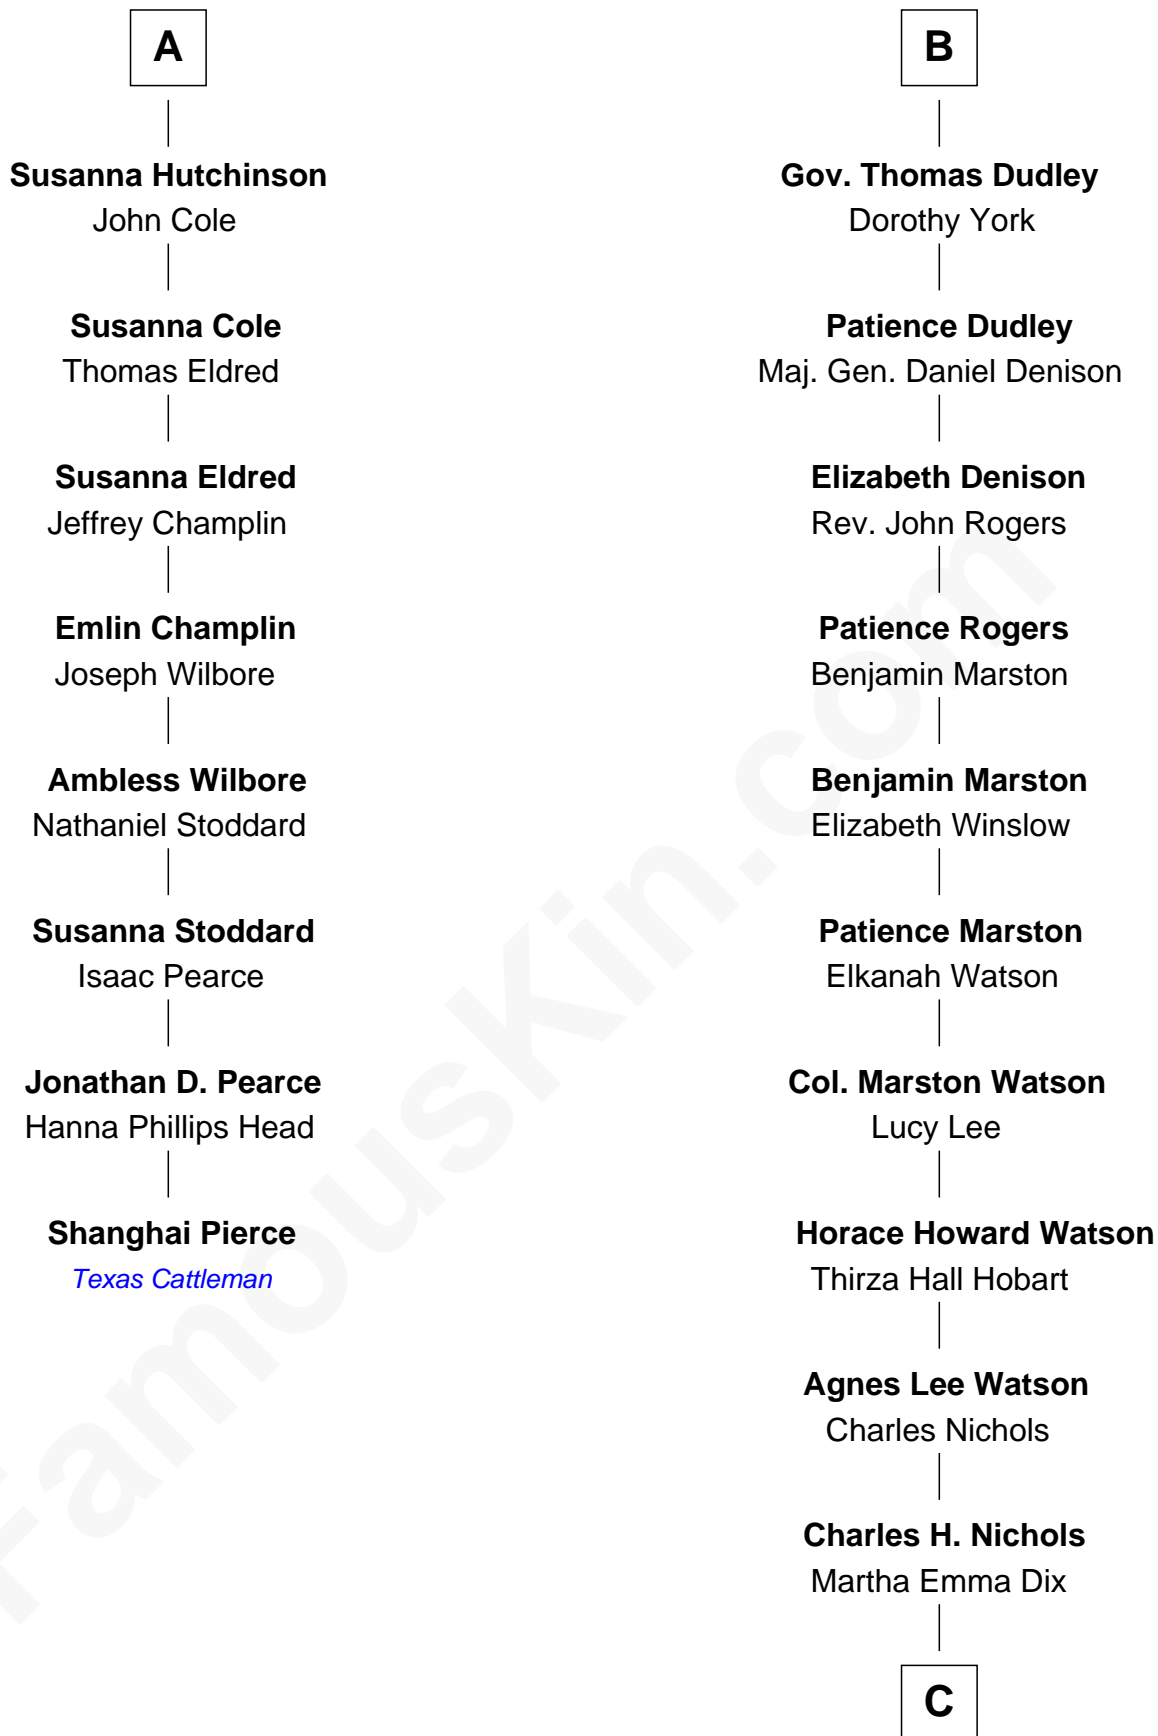 A
Susanna Hutchinson
John Cole
Susanna Cole
Thomas Eldred
Susanna Eldred
Jeffrey Champlin
Emlin Champlin
Joseph Wilbore
Ambless Wilbore
Nathaniel Stoddard
Susanna Stoddard
Isaac Pearce
Jonathan D. Pearce
Hanna Phillips Head
Shanghai Pierce
Texas Cattleman
B
Gov. Thomas Dudley
Dorothy York
Patience Dudley
Maj. Gen. Daniel Denison
Elizabeth Denison
Rev. John Rogers
Patience Rogers
Benjamin Marston
Benjamin Marston
Elizabeth Winslow
Patience Marston
Elkanah Watson
Col. Marston Watson
Lucy Lee
Horace Howard Watson
Thirza Hall Hobart
Agnes Lee Watson
Charles Nichols
Charles H. Nichols
Martha Emma Dix
C
FamousKin.com